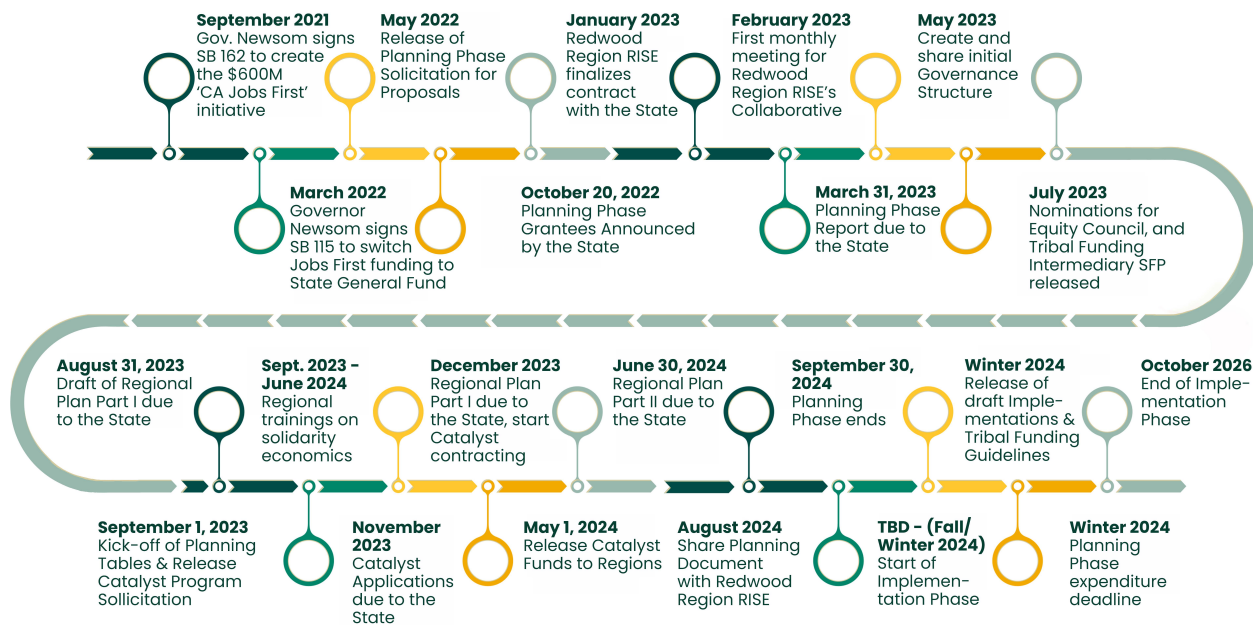 September 2021
Gov. Newsom signs
SB 162 to create
the $600M
‘CA Jobs First’
initiative
May 2022
Release of
Planning Phase
Solicitation for
Proposals
January 2023
Redwood
Region RISE
finalizes
contract
with the State
February 2023
First monthly
meeting for
Redwood
Region RISE’s
Collaborative
May 2023
Create and
share initial
Governance
Structure
March 2022
Governor
Newsom signs
SB 115 to switch
Jobs First funding to
State General Fund
October 20, 2022
Planning Phase
Grantees Announced
by the State
March 31, 2023
Planning Phase
Report due to
the State
July 2023
Nominations for
Equity Council, and
Tribal Funding
Intermediary SFP
released
August 31, 2023
Draft of Regional
Plan Part I due
to the State
Sept. 2023 -
June 2024
Regional
trainings on
solidarity
economics
December 2023
Regional Plan
Part I due to
the State, start
Catalyst
contracting
June 30, 2024
Regional Plan
Part II due to
the State
September 30,
2024
Planning
Phase ends
Winter 2024
Release of
draft Imple-
mentations &
Tribal Funding
Guidelines
October 2026
End of Imple-
mentation
Phase
September 1, 2023
Kick-off of Planning
Tables & Release
Catalyst Program
Sollicitation
November
2023
Catalyst
Applications
due to the
State
May 1, 2024
Release Catalyst
Funds to Regions
August 2024
Share Planning
Document
with Redwood
Region RISE
TBD - (Fall/
Winter 2024)
Start of
Implemen-
tation Phase
Winter 2024
Planning
Phase
expenditure
deadline